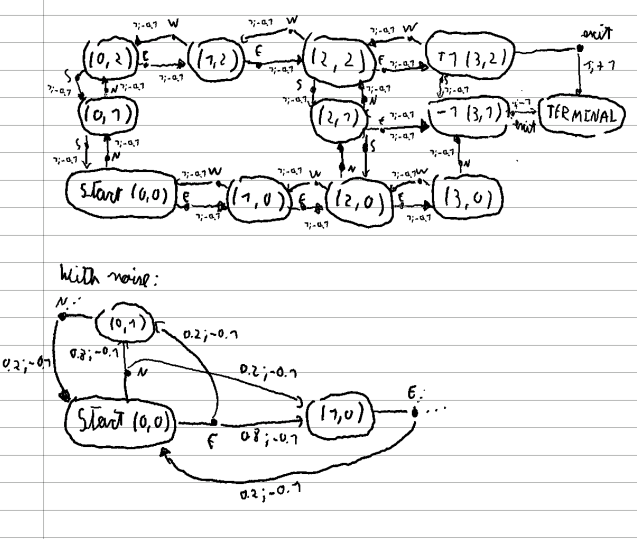 1;-0,1 W 1;-0,1 W 1;-0,1 W exit
(0,2) E (1,2) E (2,2) E +1 (3,2) 1;+1
1;-0,1 1;-0,1 1;-0,1
S 1;-0,1 N 1;-0,1 S 1;-0,1 N 1;-0,1 S 1;-0,1
(0,1) (2,1) E 1;-0,1 -1 (3,1) 1;-1 exit TERMINAL
S 1;-0,1 N 1;-0,1 S N 1;-0,1 N
1;-0,1 W 1;-0,1 W 1;-0,1 W
Start (0,0) E (1,0) E (2,0) E (3,0)
1;-0,1 1;-0,1 1;-0,1
With noise:
N...
(0,1) 0.2;-0.1
0.2;-0.1 0.8;-0.1 N 0.2;-0.1
E...
Start (0,0) E 0.8;-0.1 (1,0) ...
0.2;-0.1